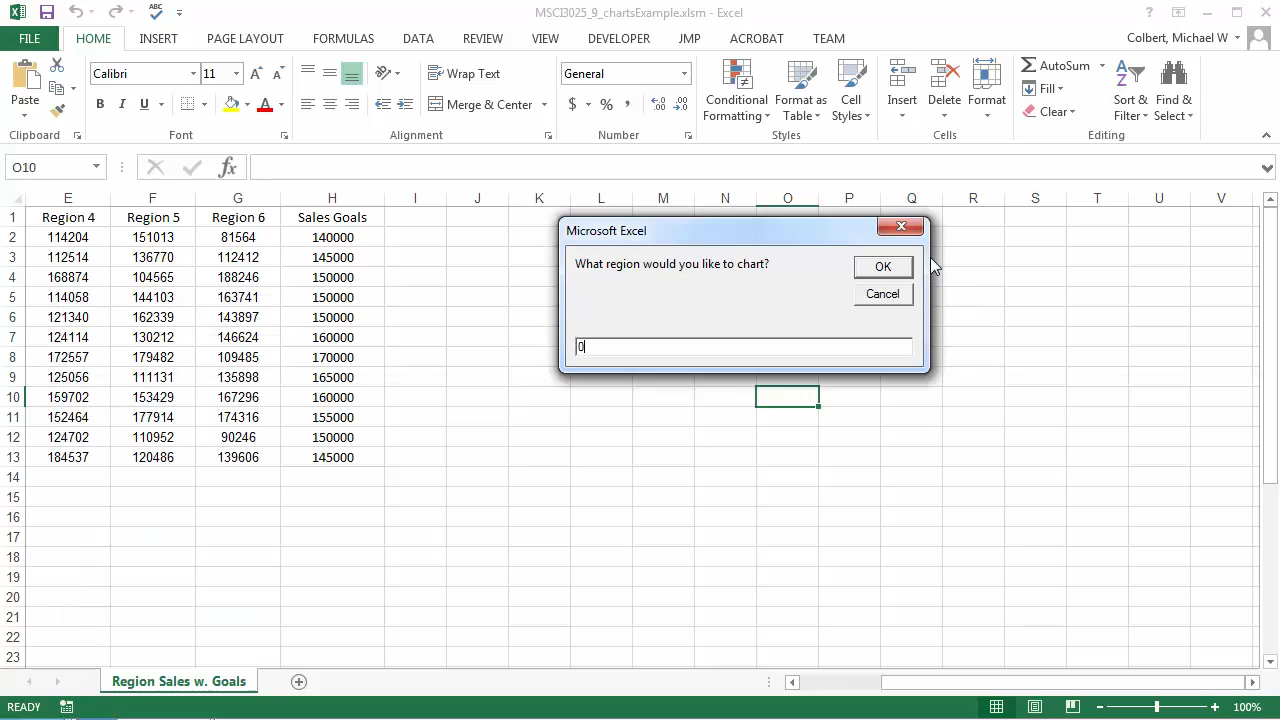 MSCI3025_9_chartsExample.xlsm - Excel
FILE HOME INSERT PAGE LAYOUT FORMULAS DATA REVIEW VIEW DEVELOPER JMP ACROBAT TEAM Colbert, Michael W
Paste Calibri 11 Wrap Text General Conditional Formatting Format as Table Cell Styles Insert Delete Format AutoSum Sort & Filter Find & Select
B I U Merge & Center $ % , Fill
Clear
Clipboard Font Alignment Number Styles Cells Editing
O10 fx
E F G H I J K L M N O P Q R S T U V
1 Region 4 Region 5 Region 6 Sales Goals
2 114204 151013 81564 140000
3 112514 136770 112412 145000
4 168874 104565 183246 150000
5 114058 144103 163741 150000
6 121340 162339 143897 150000
7 124114 130212 146624 160000
8 172557 179482 109485 170000
9 125056 111131 135898 165000
10 159702 153429 167296 160000
11 152464 177914 174316 155000
12 124702 110952 90246 150000
13 184537 120486 139606 145000
14
15
16
17
18
19
20
21
22
23
Microsoft Excel
What region would you like to chart?
OK
Cancel
0
Region Sales w. Goals
READY 100%